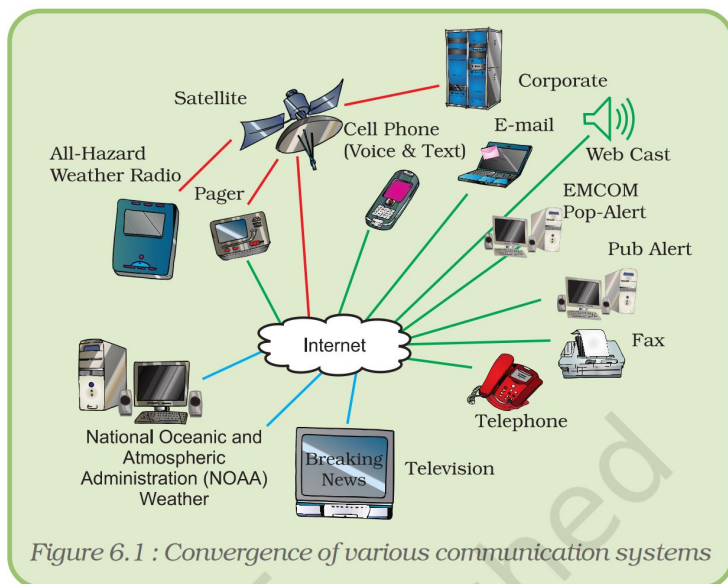 Satellite
Corporate
Cell Phone
(Voice & Text)
E-mail
Web Cast
All-Hazard
Weather Radio
Pager
EMCOM
Pop-Alert
Pub Alert
Internet
Fax
Telephone
National Oceanic and
Atmospheric
Administration (NOAA)
Weather
Breaking
News
Television
Figure 6.1 : Convergence of various communication systems